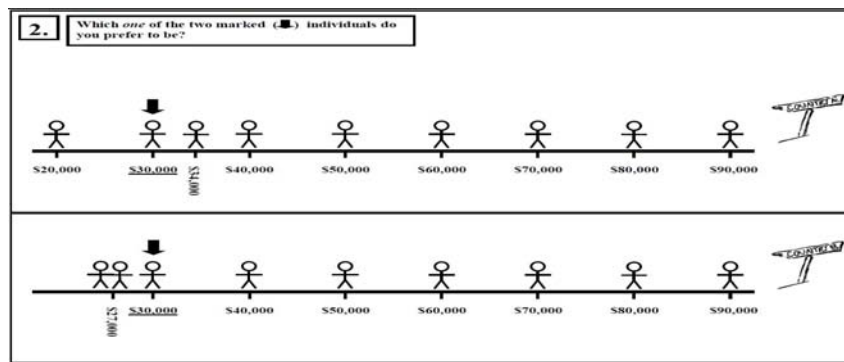 2.
Which one of the two marked (⬇) individuals do
you prefer to be?
COUNTRY A
$20,000 $30,000 $34,000 $40,000 $50,000 $60,000 $70,000 $80,000 $90,000
COUNTRY B
$27,000 $30,000 $40,000 $50,000 $60,000 $70,000 $80,000 $90,000